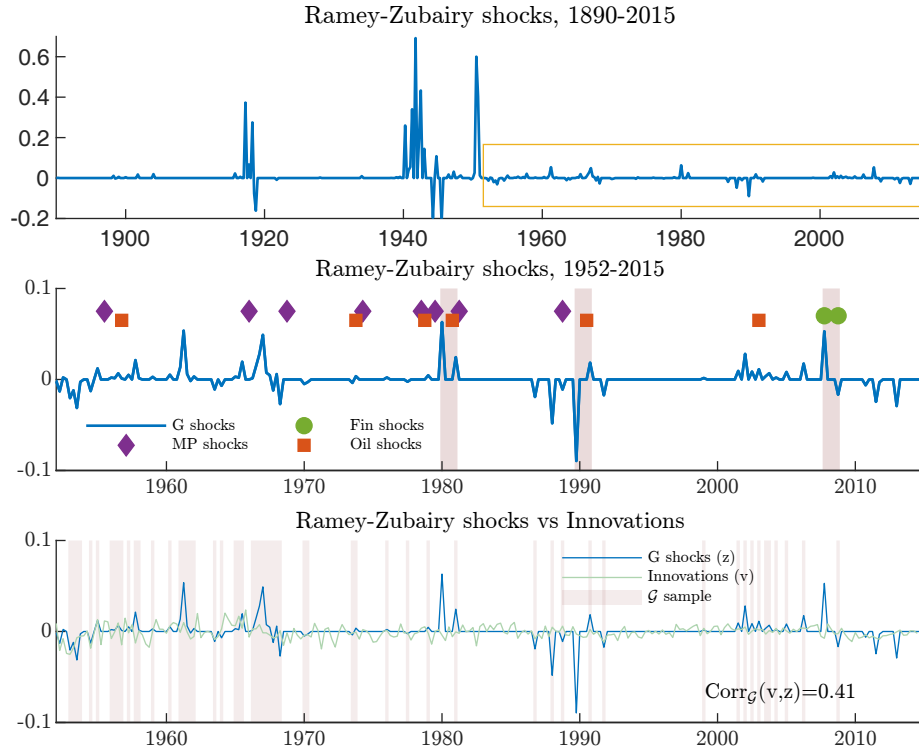 Ramey-Zubairy shocks, 1890-2015
0.6
0.4
0.2
0
-0.2
1900 1920 1940 1960 1980 2000
Ramey-Zubairy shocks, 1952-2015
0.1
0
-0.1
G shocks Fin shocks
MP shocks Oil shocks
1960 1970 1980 1990 2000 2010
Ramey-Zubairy shocks vs Innovations
0.1
0
-0.1
G shocks (z)
Innovations (v)
𝒢 sample
Corr𝒢(v,z)=0.41
1960 1970 1980 1990 2000 2010